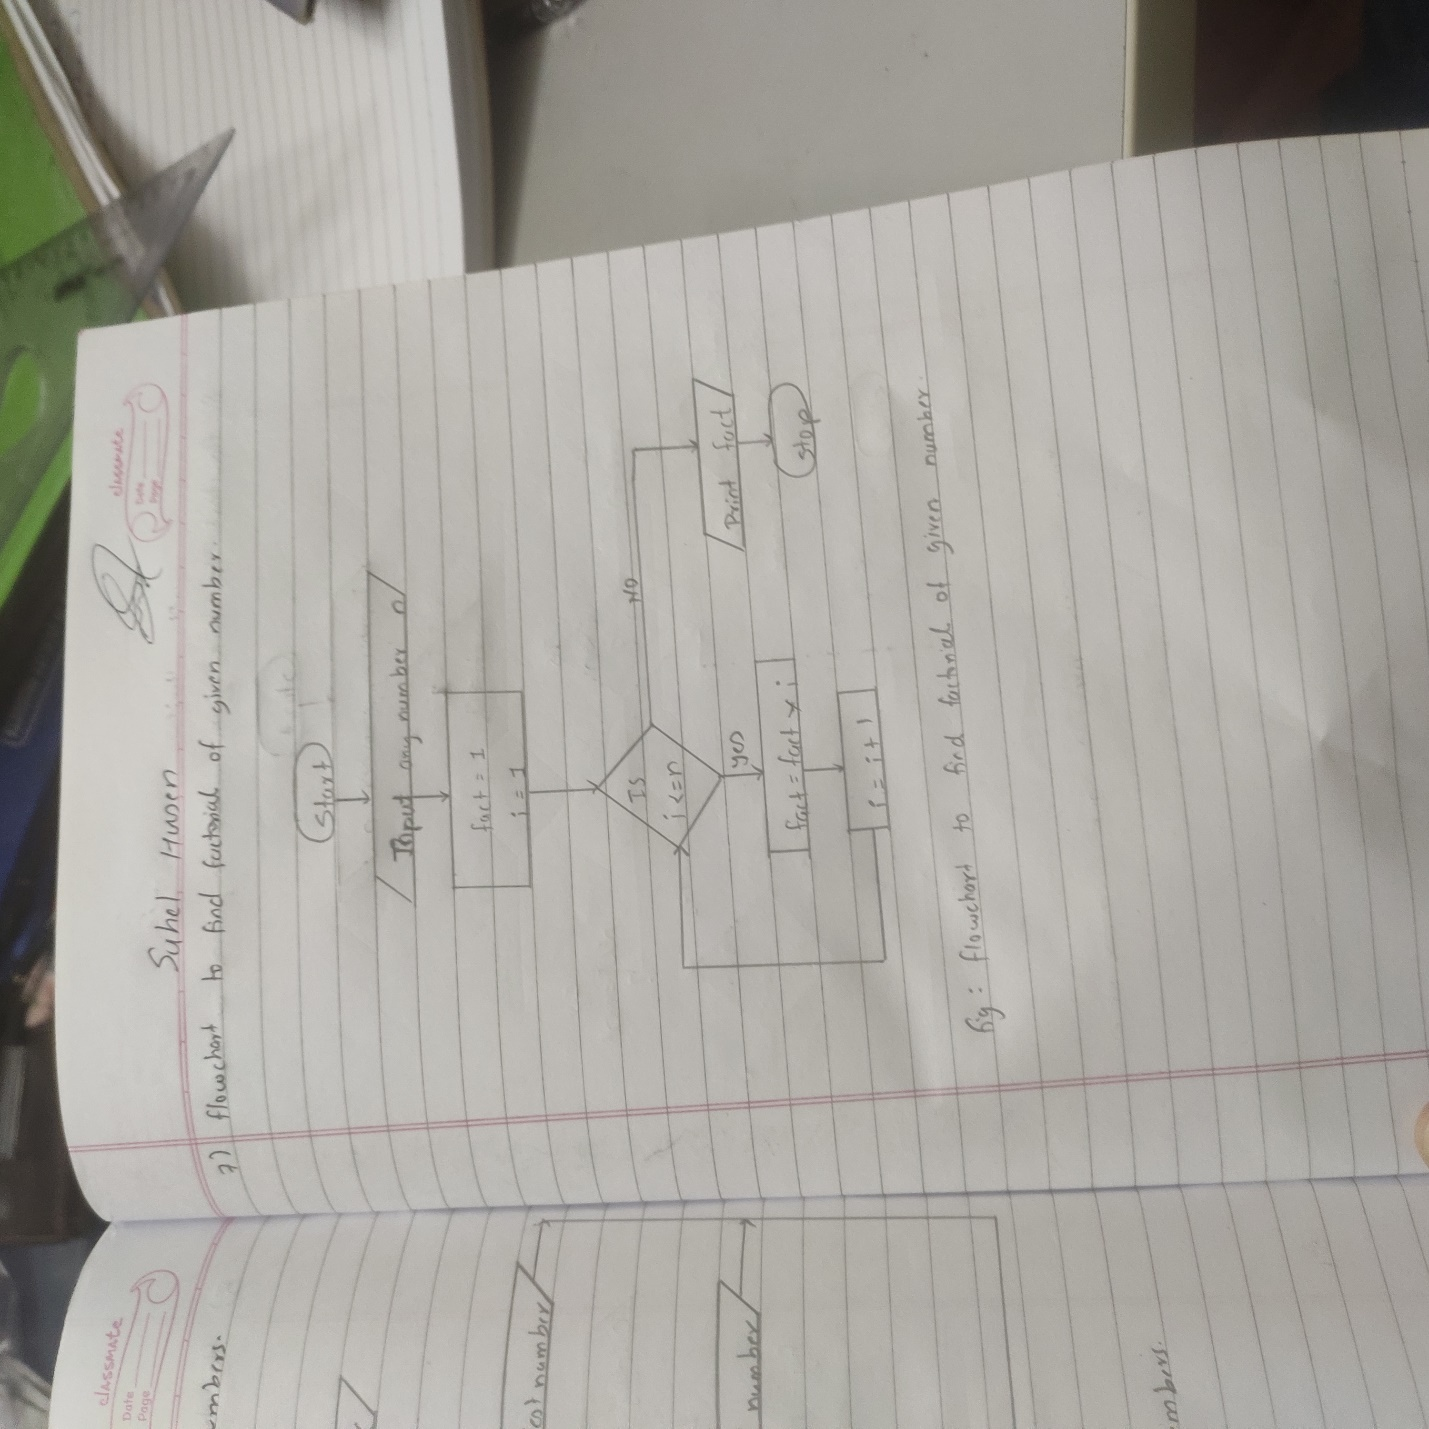 Suhel Husen
classmate
Date
Page
7) flowchart to find factorial of given number.
Start
Input any number n
fact = 1
i = 1
Is
i <= n
NO
yes
fact = fact x i
i = i + 1
Print fact
Stop
fig: flowchart to find factorial of given number.
classmate
Date
Page
mbers.
number
number
mbers.